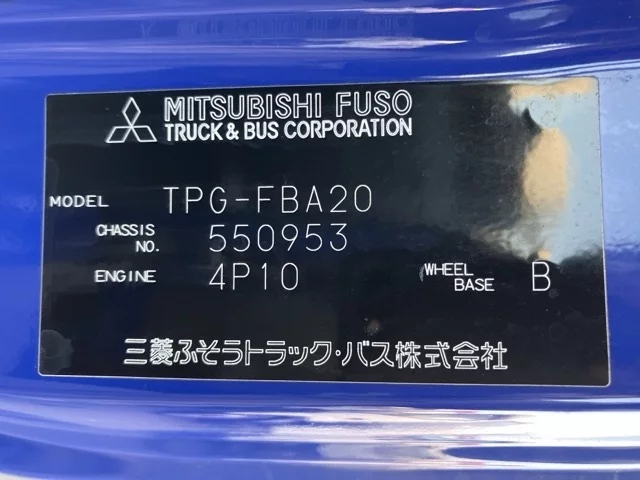 MITSUBISHI FUSO
TRUCK & BUS CORPORATION
MODEL TPG-FBA20
CHASSIS NO. 550953
ENGINE 4P10 WHEEL BASE B
三菱ふそうトラック・バス株式会社